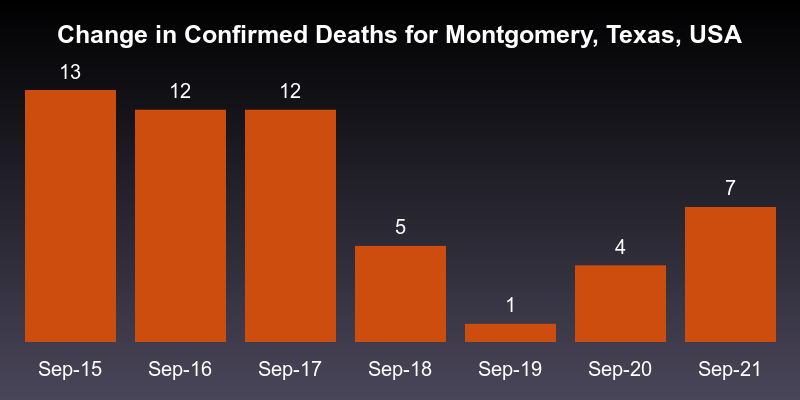 Change in Confirmed Deaths for Montgomery, Texas, USA
13
12
12
5
1
4
7
Sep-15
Sep-16
Sep-17
Sep-18
Sep-19
Sep-20
Sep-21